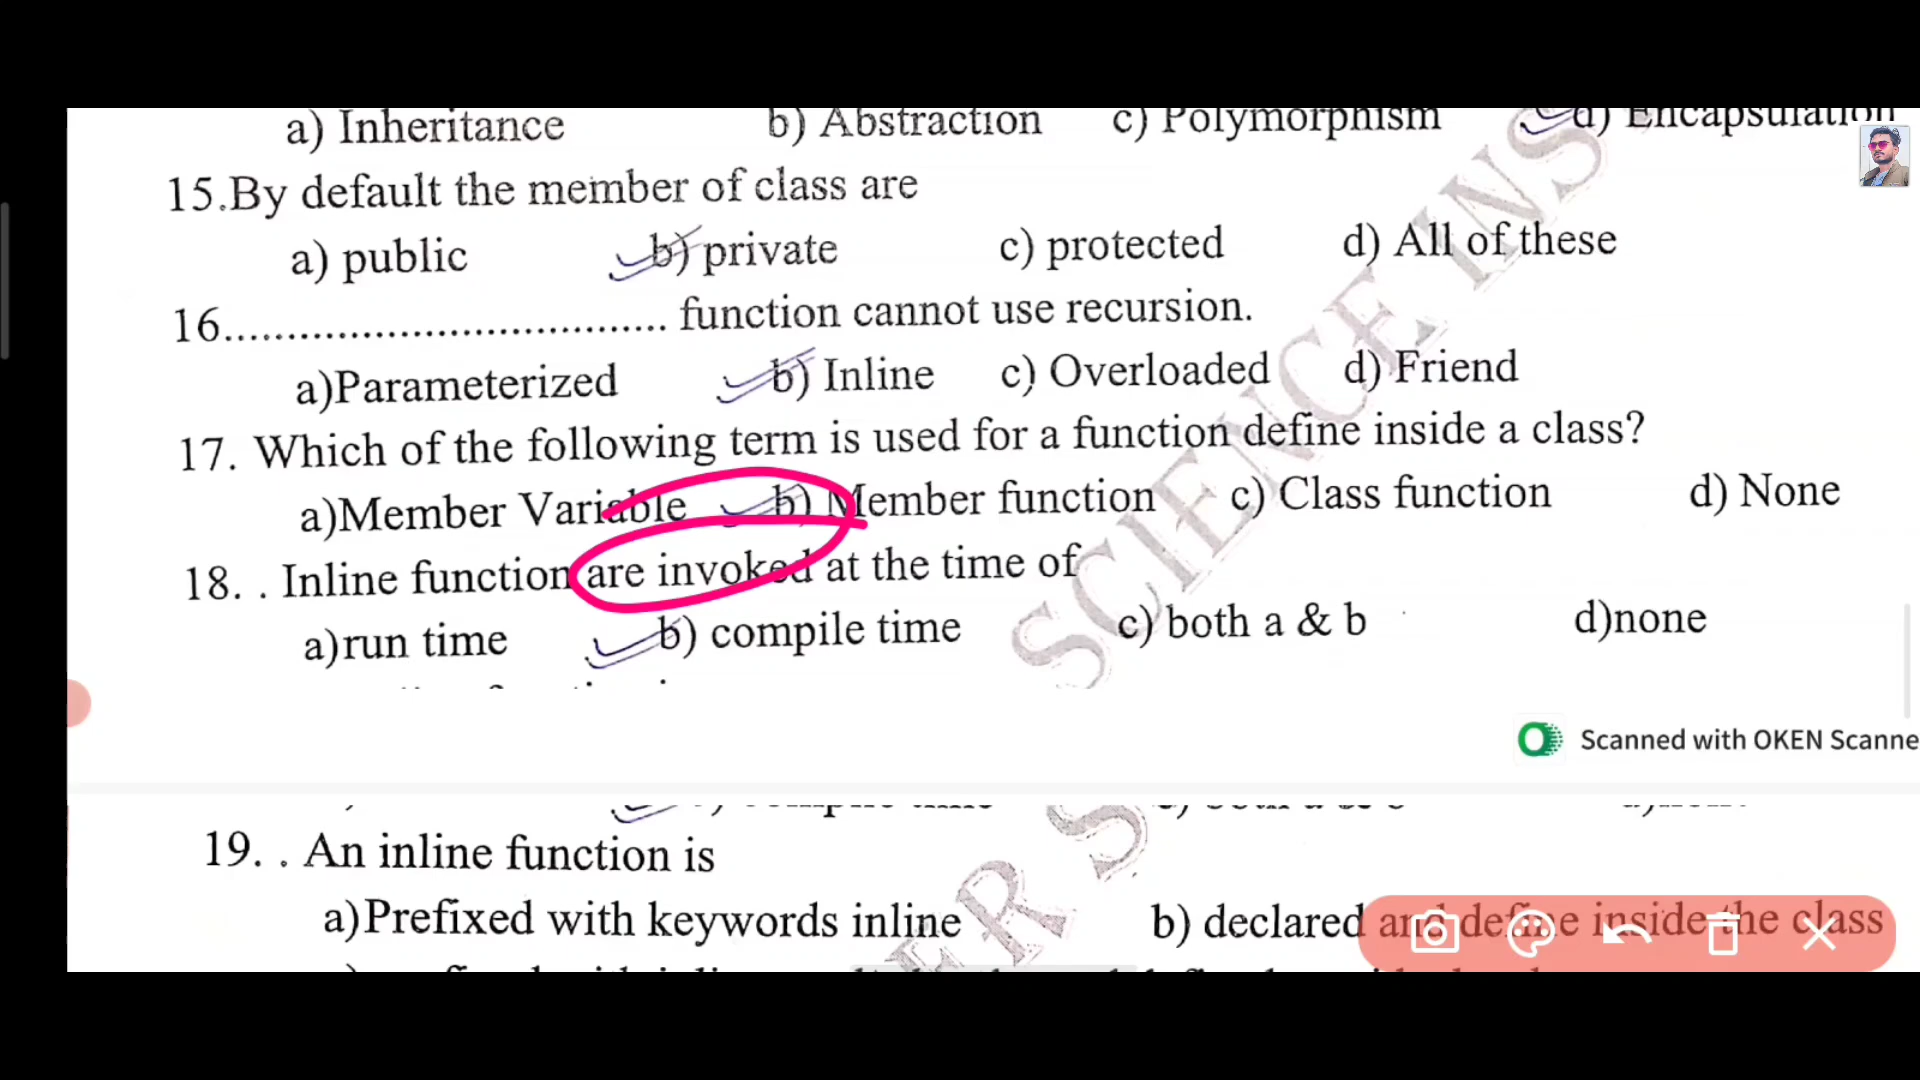 a) Inheritance b) Abstraction c) Polymorphism d) Encapsulation
15.By default the member of class are
a) public b) private c) protected d) All of these
16.................................... function cannot use recursion.
a)Parameterized b) Inline c) Overloaded d) Friend
17. Which of the following term is used for a function define inside a class?
a)Member Variable b) Member function c) Class function d) None
18. . Inline function are invoked at the time of
a)run time b) compile time c) both a & b d)none
SCIENCE INS
Scanned with OKEN Scanne
19. . An inline function is
a)Prefixed with keywords inline b) declared and define inside the class
ER S